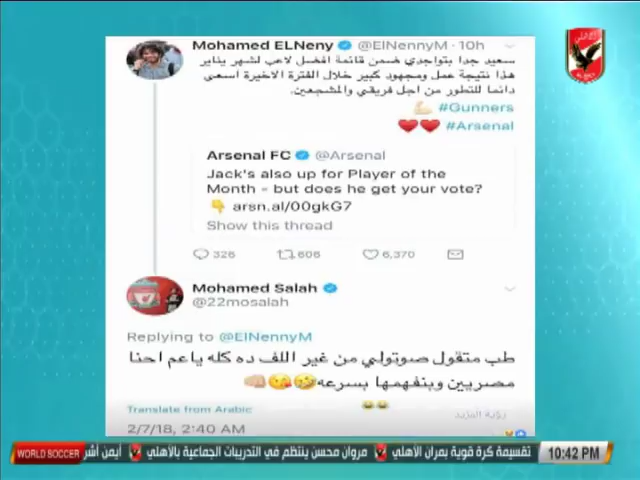 Mohamed ELNeny @ElNennyM · 10h
سعيد جدا بتواجدي ضمن قائمة افضل لاعب لشهر يناير
هذا نتيجة عمل ومجهود كبير خلال الفترة الاخيرة اسعى
دائما للتطور من اجل فريقي والمشجعين.
💪🏻 #Gunners
❤❤ #Arsenal
Arsenal FC @Arsenal
Jack's also up for Player of the
Month - but does he get your vote?
👇 arsn.al/00gkG7
Show this thread
326 606 6,370
Mohamed Salah
@22mosalah
Replying to @ElNennyM
طب متقول صوتولي من غير اللف ده كله ياعم احنا
مصريين وبنفهمها بسرعه🤣😘👊🏻
😂😂
Translate from Arabic
رؤية المزيد
2/7/18, 2:40 AM
WORLD SOCCER تقسيمة كرة قوية بمران الأهلي مروان محسن ينتظم في التدريبات الجماعية بالأهلي أيمن أشر 10:42 PM